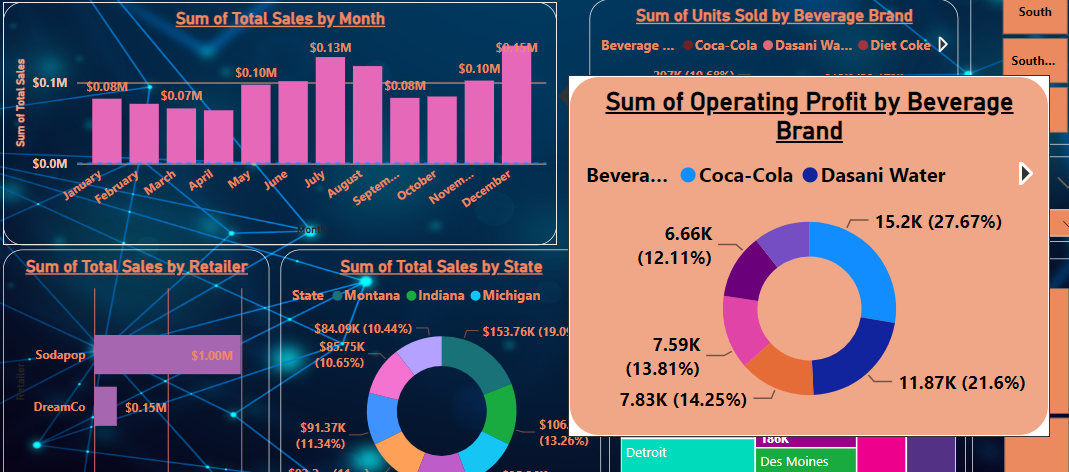 Sum of Total Sales by Month
Sum of Total Sales
$0.1M
$0.0M
$0.08M
$0.07M
$0.10M
$0.13M
$0.08M
$0.10M
$0.15M
January
February
March
April
May
June
July
August
Septem...
October
Novem...
December
Month
Sum of Total Sales by Retailer
Retailer
Sodapop
$1.00M
DreamCo
$0.15M
Sum of Total Sales by State
State Montana Indiana Michigan
$84.09K (10.44%)
$153.76K (19.09
$85.75K
(10.65%)
$91.37K
(11.34%)
$106.
(13.26%)
Sum of Units Sold by Beverage Brand
Beverage ... Coca-Cola Dasani Wa... Diet Coke
South
South...
Sum of Operating Profit by Beverage
Brand
Bevera... Coca-Cola Dasani Water
15.2K (27.67%)
6.66K
(12.11%)
7.59K
(13.81%)
7.83K (14.25%)
11.87K (21.6%)
186K
Detroit
Des Moines